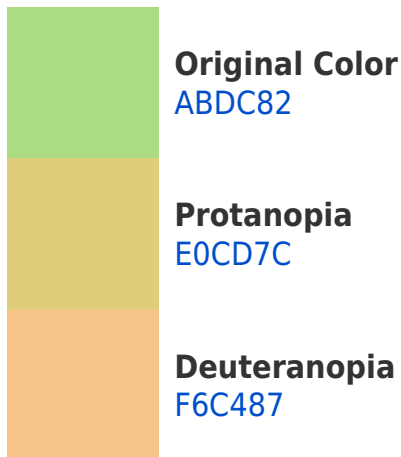 Original Color
ABDC82
Protanopia
E0CD7C
Deuteranopia
F6C487